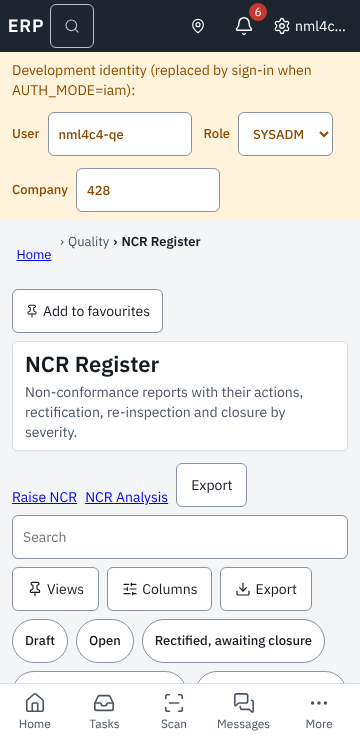 ERP
6
nml4c...
Development identity (replaced by sign-in when
AUTH_MODE=iam):
User
nml4c4-qe
Role
SYSADM
Company
428
Home
› Quality › NCR Register
Add to favourites
NCR Register
Non-conformance reports with their actions,
rectification, re-inspection and closure by
severity.
Raise NCR
NCR Analysis
Export
Search
Views
Columns
Export
Draft
Open
Rectified, awaiting closure
Home
Tasks
Scan
Messages
More